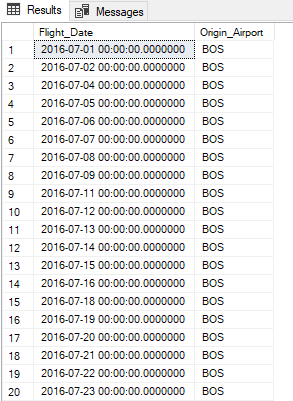 Results Messages
Flight_Date Origin_Airport
1 2016-07-01 00:00:00.0000000 BOS
2 2016-07-02 00:00:00.0000000 BOS
3 2016-07-04 00:00:00.0000000 BOS
4 2016-07-05 00:00:00.0000000 BOS
5 2016-07-06 00:00:00.0000000 BOS
6 2016-07-07 00:00:00.0000000 BOS
7 2016-07-08 00:00:00.0000000 BOS
8 2016-07-09 00:00:00.0000000 BOS
9 2016-07-11 00:00:00.0000000 BOS
10 2016-07-12 00:00:00.0000000 BOS
11 2016-07-13 00:00:00.0000000 BOS
12 2016-07-14 00:00:00.0000000 BOS
13 2016-07-15 00:00:00.0000000 BOS
14 2016-07-16 00:00:00.0000000 BOS
15 2016-07-18 00:00:00.0000000 BOS
16 2016-07-19 00:00:00.0000000 BOS
17 2016-07-20 00:00:00.0000000 BOS
18 2016-07-21 00:00:00.0000000 BOS
19 2016-07-22 00:00:00.0000000 BOS
20 2016-07-23 00:00:00.0000000 BOS